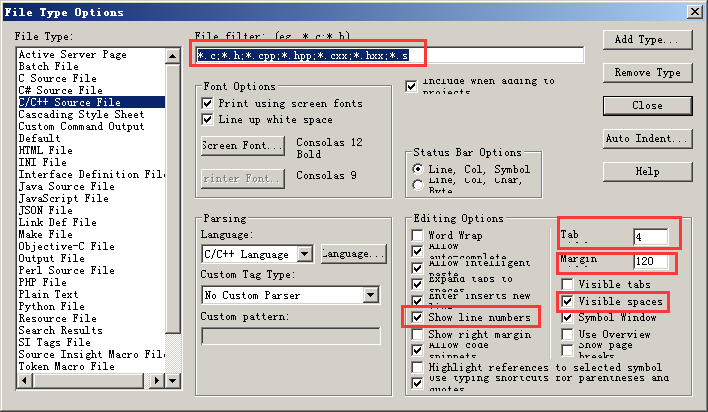 File Type Options
File Type:
Active Server Page
Batch File
C Source File
C# Source File
C/C++ Source File
Cascading Style Sheet
Custom Command Output
Default
HTML File
INI File
Interface Definition File
Java Source File
JavaScript File
JSON File
Link Def File
Make File
Objective-C File
Output File
Perl Source File
PHP File
Plain Text
Python File
Resource File
Search Results
SI Tags File
Source Insight Macro File
Token Macro File
File filter: (eg. *.c;*.h)
*.c;*.h;*.cpp;*.hpp;*.cxx;*.hxx;*.s
Font Options
Print using screen fonts
Line up white space
Screen Font...
Consolas 12
Bold
Printer Font..
Consolas 9
Include when adding to
projects
Status Bar Options
Line, Col, Symbol
Line, Col, Char,
Byte
Add Type...
Remove Type
Close
Auto Indent...
Help
Parsing
Language:
C/C++ Language
Language...
Custom Tag Type:
No Custom Parser
Custom pattern:
Editing Options
Word Wrap
Allow
auto-complete
Allow intelligent
paste
Expand tabs to
spaces
Enter inserts new
line
Show line numbers
Show right margin
Allow code
snippets
Highlight references to selected symbol
Use typing shortcuts for parentheses and
quotes
Tab
4
Margin
120
Visible tabs
Visible spaces
Symbol Window
Use Overview
Show page
breaks